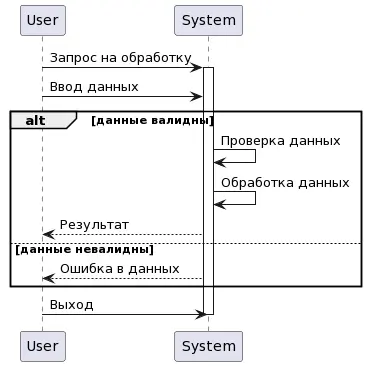 User System
Запрос на обработку
Ввод данных
alt [данные валидны]
Проверка данных
Обработка данных
Результат
[данные невалидны]
Ошибка в данных
Выход
User System